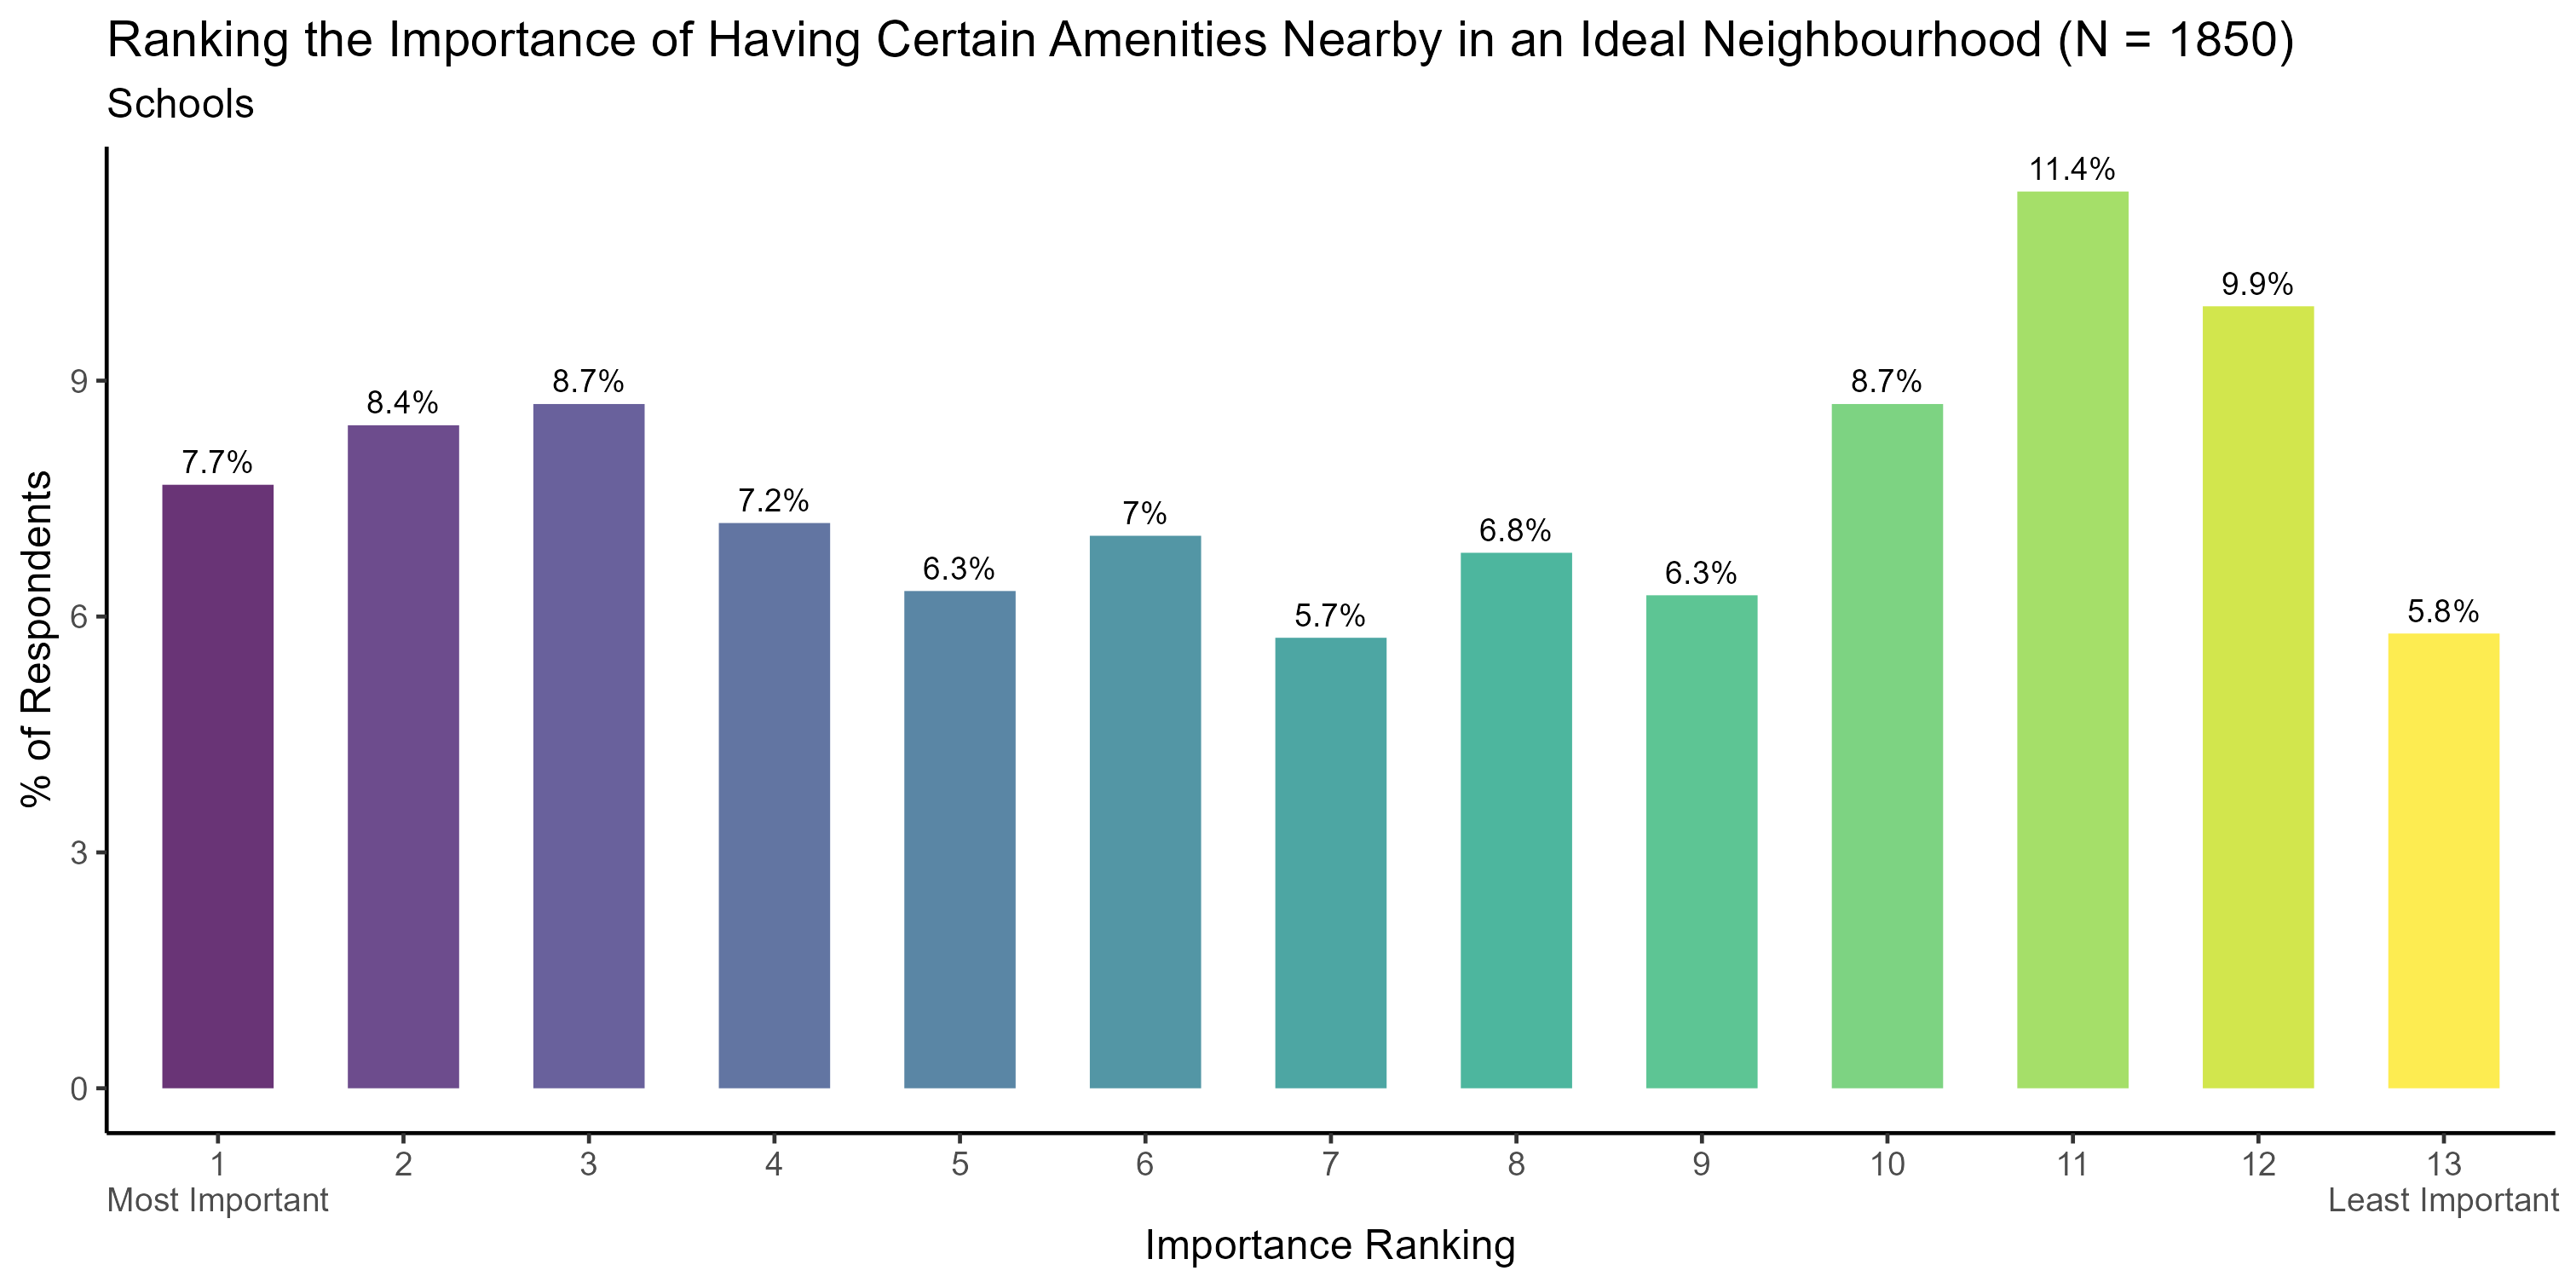 Ranking the Importance of Having Certain Amenities Nearby in an Ideal Neighbourhood (N = 1850)
Schools
% of Respondents
9
6
3
0
7.7%
8.4%
8.7%
7.2%
6.3%
7%
5.7%
6.8%
6.3%
8.7%
11.4%
9.9%
5.8%
1 2 3 4 5 6 7 8 9 10 11 12 13
Most Important Least Important
Importance Ranking